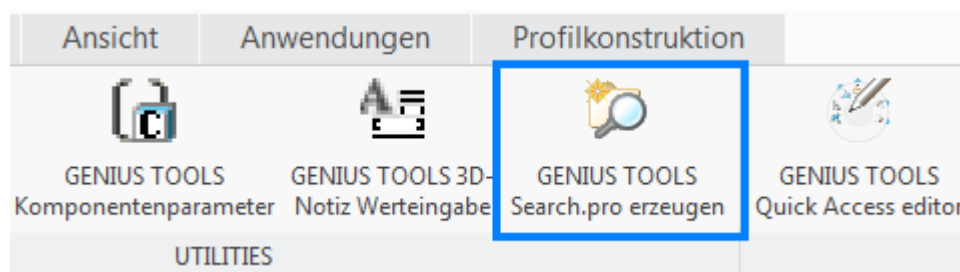 Ansicht Anwendungen Profilkonstruktion
GENIUS TOOLS GENIUS TOOLS 3D- GENIUS TOOLS GENIUS TOOLS
Komponentenparameter Notiz Werteingabe Search.pro erzeugen Quick Access editor
UTILITIES